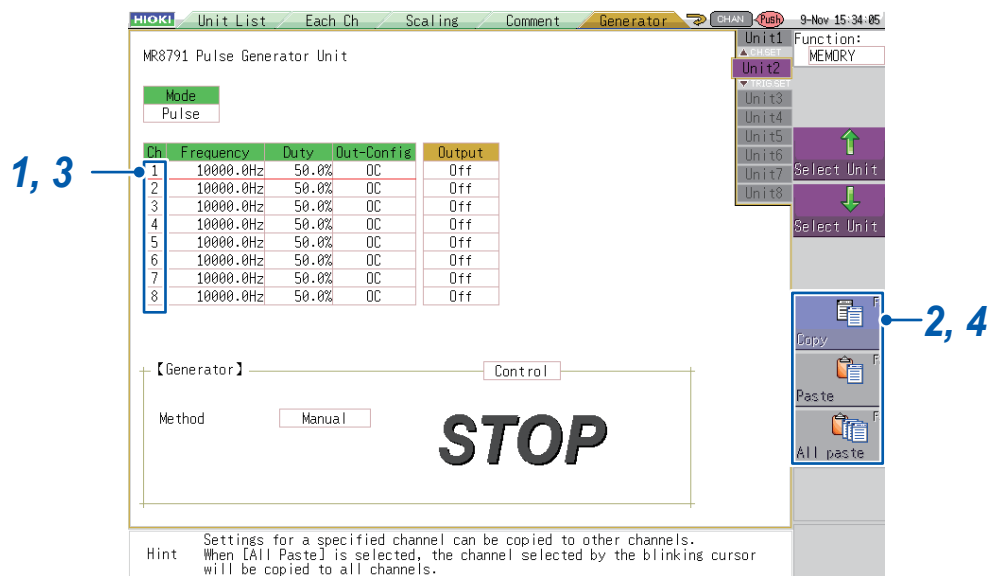 HIOKI Unit List Each Ch Scaling Comment Generator CHAN Push 9-Nov 15:34:05
Unit1 Function:
▲CH.SET MEMORY
MR8791 Pulse Generator Unit
Unit2
▼TRIG.SET
Mode
Pulse
Unit3
Unit4
Unit5
Unit6
Unit7
Unit8
Select Unit
Select Unit
Ch Frequency Duty Out-Config Output
1 10000.0Hz 50.0% OC Off
2 10000.0Hz 50.0% OC Off
3 10000.0Hz 50.0% OC Off
4 10000.0Hz 50.0% OC Off
5 10000.0Hz 50.0% OC Off
6 10000.0Hz 50.0% OC Off
7 10000.0Hz 50.0% OC Off
8 10000.0Hz 50.0% OC Off
1, 3
2, 4
F
Copy
F
Paste
F
All paste
【Generator】 Control
Method Manual
STOP
Hint Settings for a specified channel can be copied to other channels.
When [All Paste] is selected, the channel selected by the blinking cursor
will be copied to all channels.